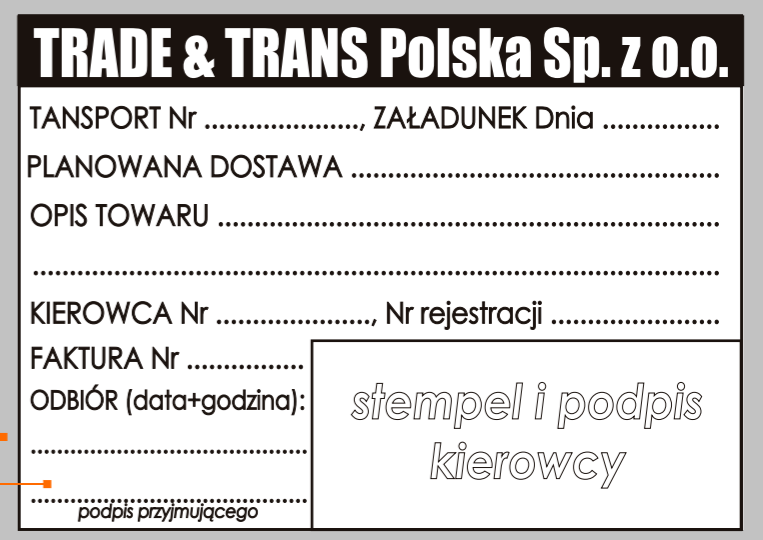 TRADE & TRANS Polska Sp. z o.o.
TANSPORT Nr ....................., ZAŁADUNEK Dnia ................
PLANOWANA DOSTAWA ..................................................
OPIS TOWARU ....................................................................
..............................................................................................
KIEROWCA Nr ....................., Nr rejestracji .......................
FAKTURA Nr ................
ODBIÓR (data+godzina):
..........................................
..........................................
podpis przyjmującego
stempel i podpis
kierowcy